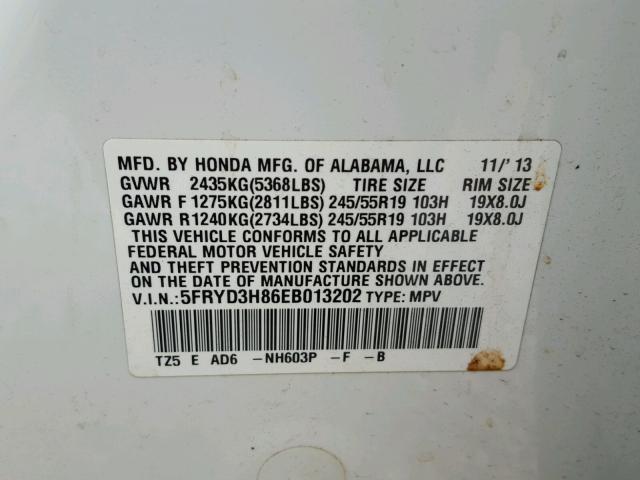 MFD. BY HONDA MFG. OF ALABAMA, LLC 11/' 13
GVWR 2435KG(5368LBS) TIRE SIZE RIM SIZE
GAWR F 1275KG(2811LBS) 245/55R19 103H 19X8.0J
GAWR R 1240KG(2734LBS) 245/55R19 103H 19X8.0J
THIS VEHICLE CONFORMS TO ALL APPLICABLE
FEDERAL MOTOR VEHICLE SAFETY
AND THEFT PREVENTION STANDARDS IN EFFECT
ON THE DATE OF MANUFACTURE SHOWN ABOVE.
V.I.N.:5FRYD3H86EB013202 TYPE: MPV
TZ5 E AD6 -NH603P -F -B